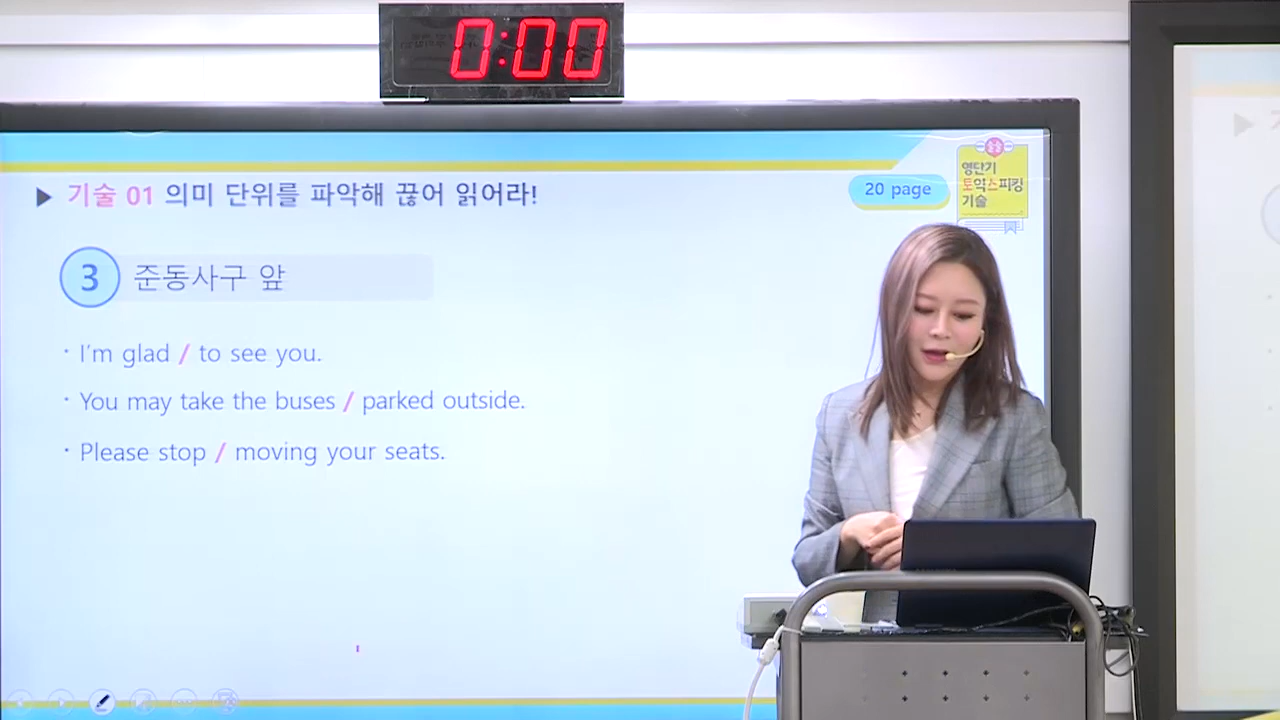 0:00
▶ 기술 01 의미 단위를 파악해 끊어 읽어라!
20 page
영단기
토익스피킹
기술
3 준동사구 앞
· I'm glad / to see you.
· You may take the buses / parked outside.
· Please stop / moving your seats.